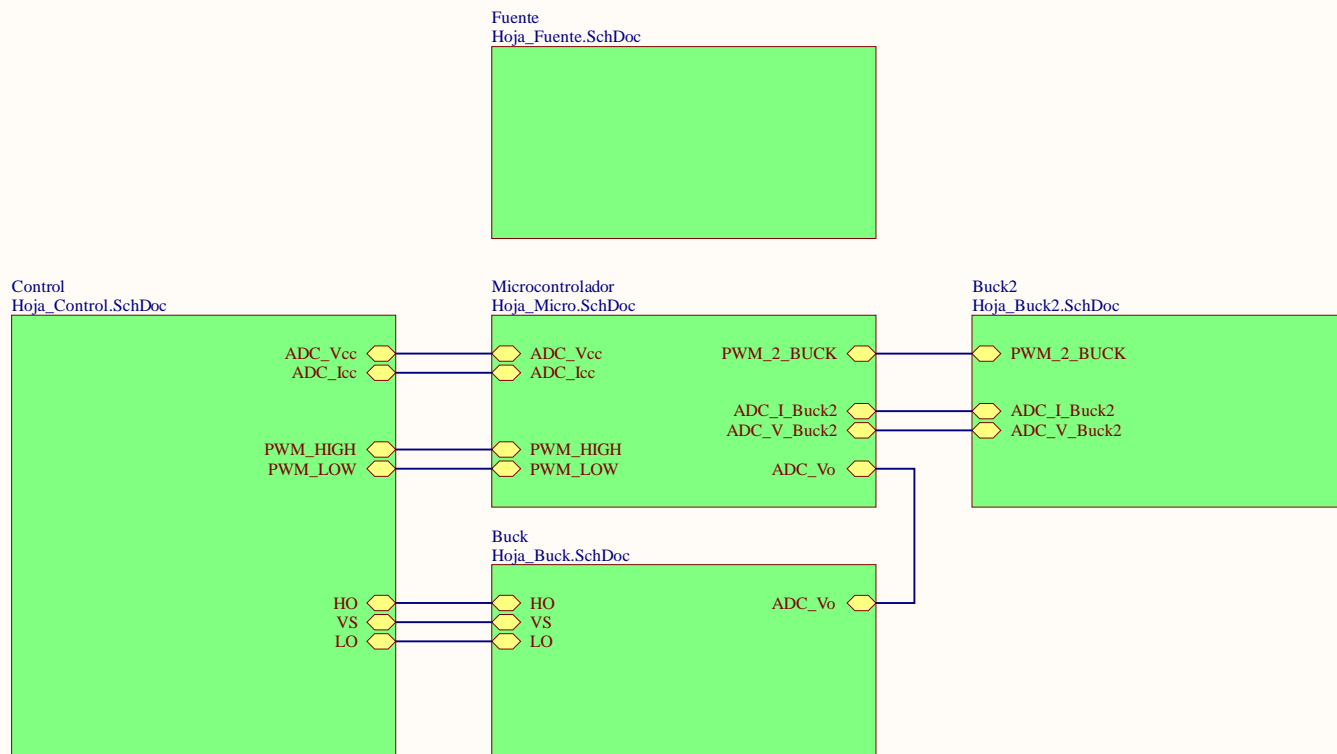 Fuente
Hoja_Fuente.SchDoc
Control
Hoja_Control.SchDoc
ADC_Vcc
ADC_Icc
PWM_HIGH
PWM_LOW
HO
VS
LO
Microcontrolador
Hoja_Micro.SchDoc
ADC_Vcc
ADC_Icc
PWM_HIGH
PWM_LOW
PWM_2_BUCK
ADC_I_Buck2
ADC_V_Buck2
ADC_Vo
Buck2
Hoja_Buck2.SchDoc
PWM_2_BUCK
ADC_I_Buck2
ADC_V_Buck2
Buck
Hoja_Buck.SchDoc
HO
VS
LO
ADC_Vo